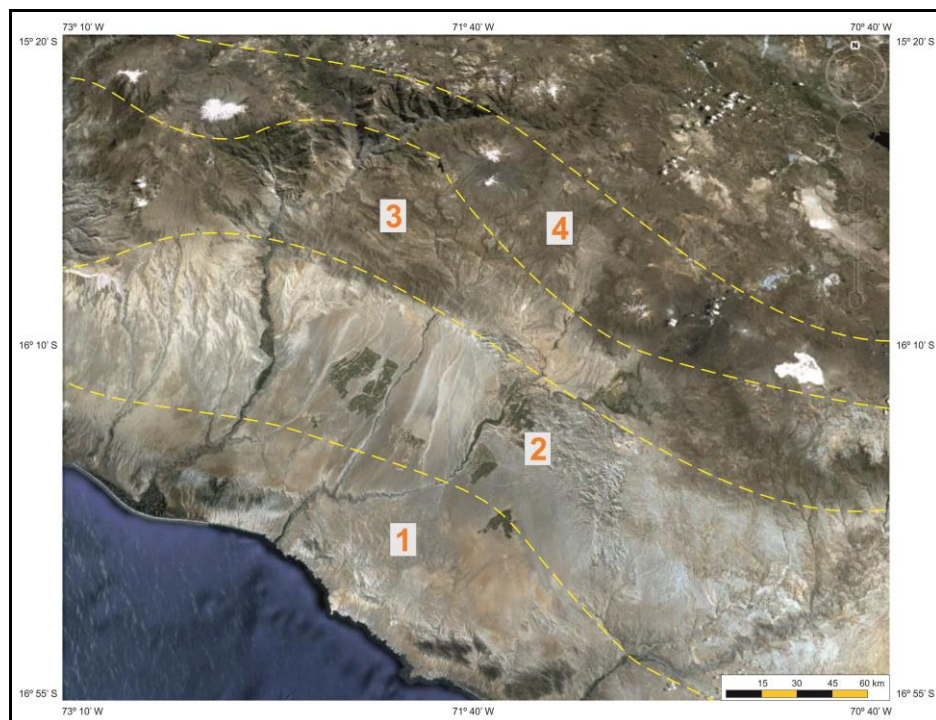 73º 10' W 71º 40' W 70º 40' W
15º 20' S 15º 20' S
N
3
4
16º 10' S 16º 10' S
2
1
16º 55' S 16º 55' S
15 30 45 60 km
73º 10' W 71º 40' W 70º 40' W